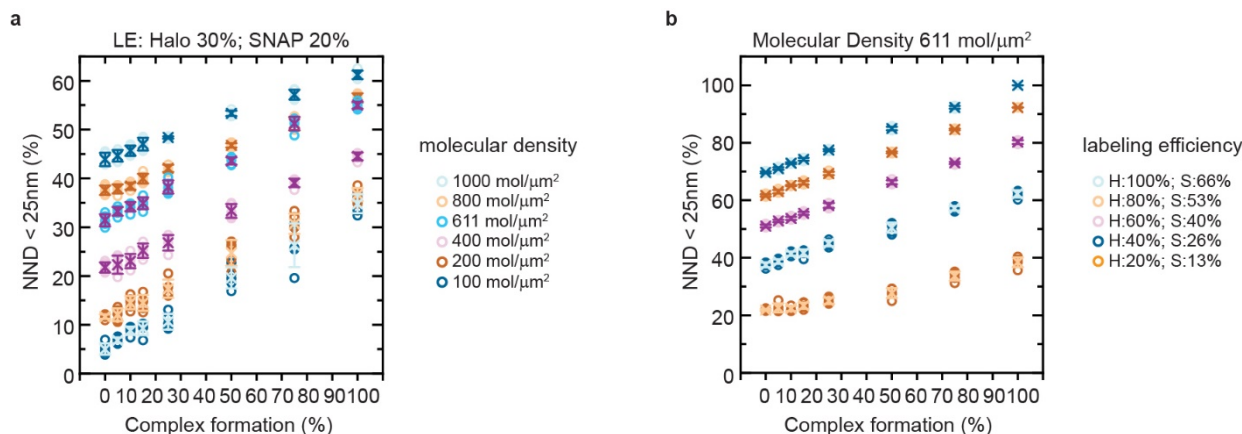 a
LE: Halo 30%; SNAP 20%
60
50
40
30
20
10
0
NND < 25nm (%)
0 10 20 30 40 50 60 70 80 90 100
Complex formation (%)
molecular density
1000 mol/μm²
800 mol/μm²
611 mol/μm²
400 mol/μm²
200 mol/μm²
100 mol/μm²
b
Molecular Density 611 mol/μm²
100
80
60
40
20
0
NND < 25nm (%)
0 10 20 30 40 50 60 70 80 90 100
Complex formation (%)
labeling efficiency
H:100%; S:66%
H:80%; S:53%
H:60%; S:40%
H:40%; S:26%
H:20%; S:13%